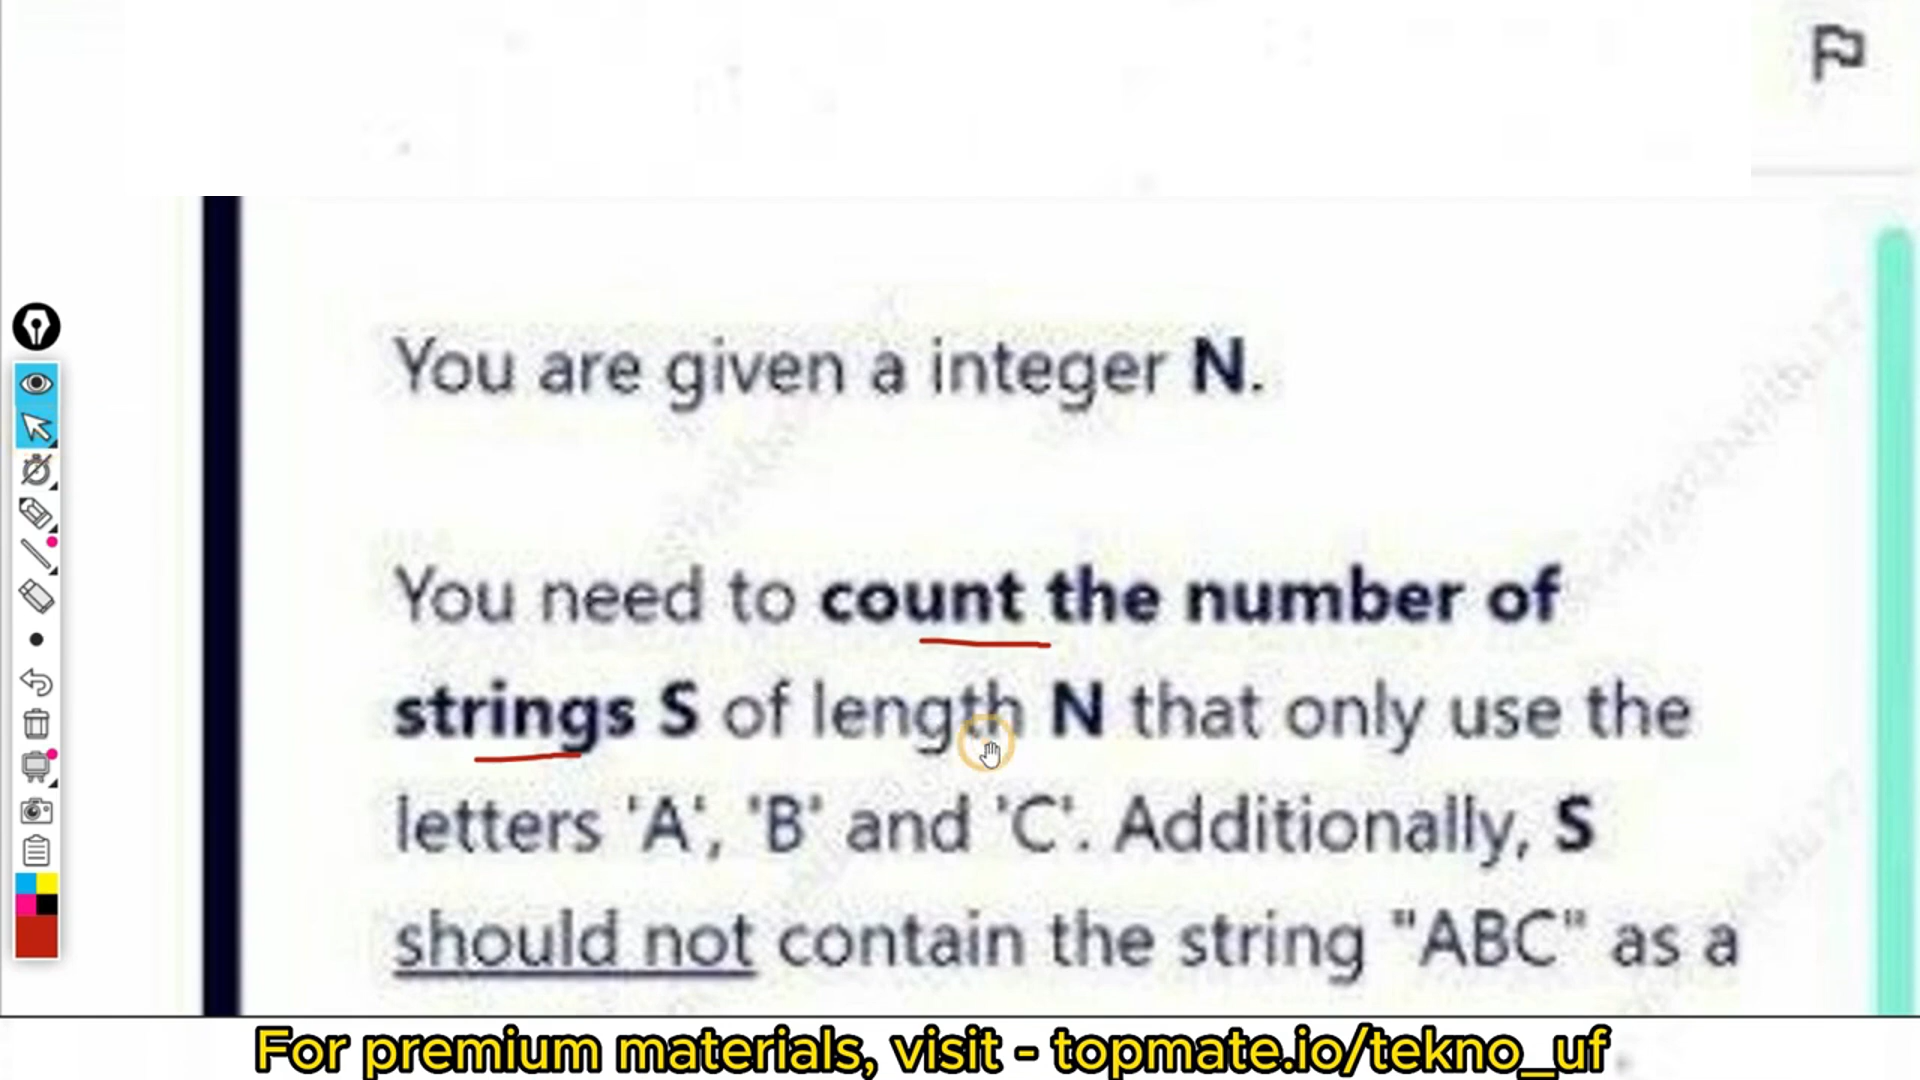 You are given a integer N.
You need to count the number of
strings S of length N that only use the
letters 'A', 'B' and 'C'. Additionally, S
should not contain the string "ABC" as a
For premium materials, visit - topmate.io/tekno_uf